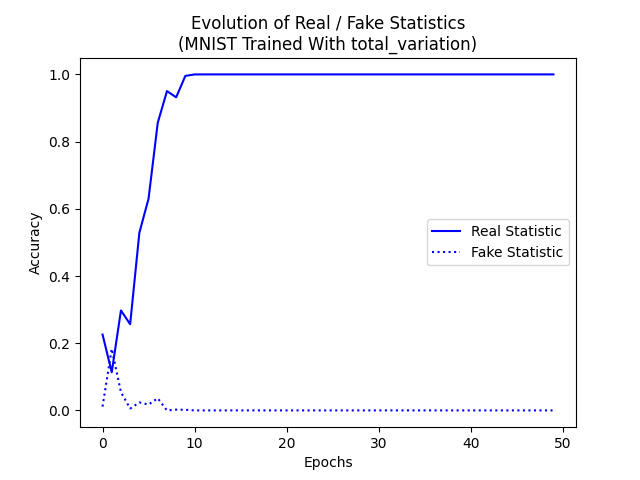 Evolution of Real / Fake Statistics
(MNIST Trained With total_variation)
1.0
0.8
0.6
0.4
0.2
0.0
Accuracy
Real Statistic
Fake Statistic
0 10 20 30 40 50
Epochs